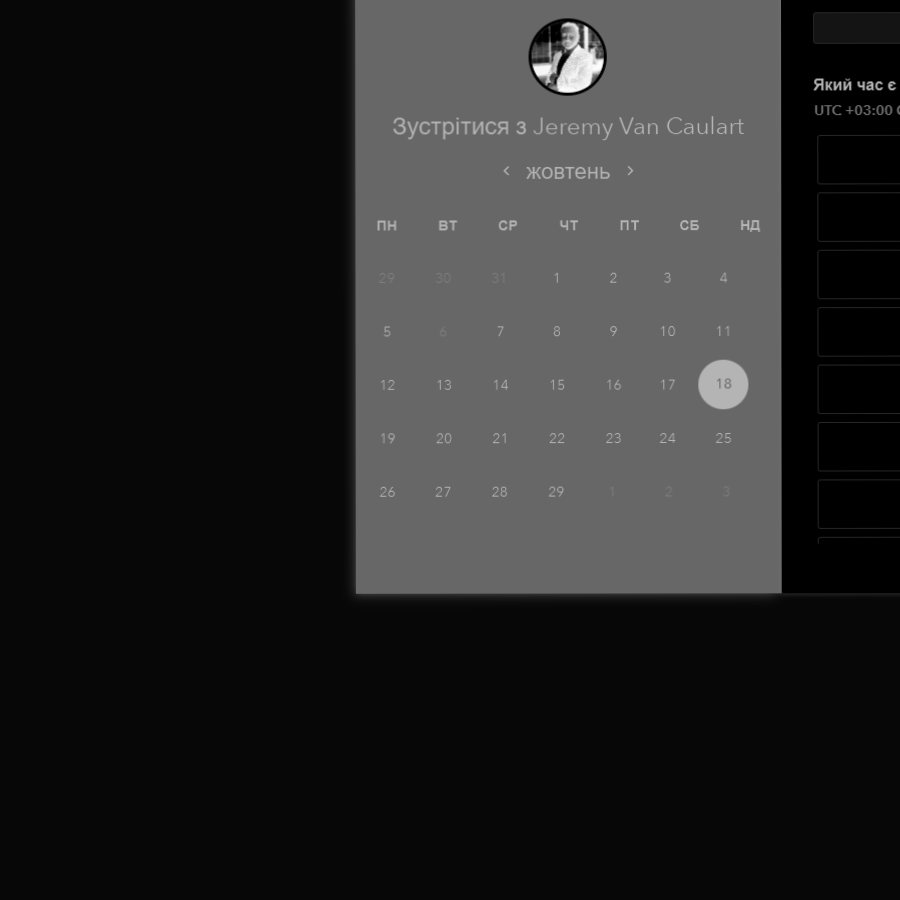 Зустрітися з Jeremy Van Caulart
< жовтень >
ПН ВТ СР ЧТ ПТ СБ НД
29 30 31 1 2 3 4
5 6 7 8 9 10 11
12 13 14 15 16 17 18
19 20 21 22 23 24 25
26 27 28 29 1 2 3
Який час є
UTC +03:00